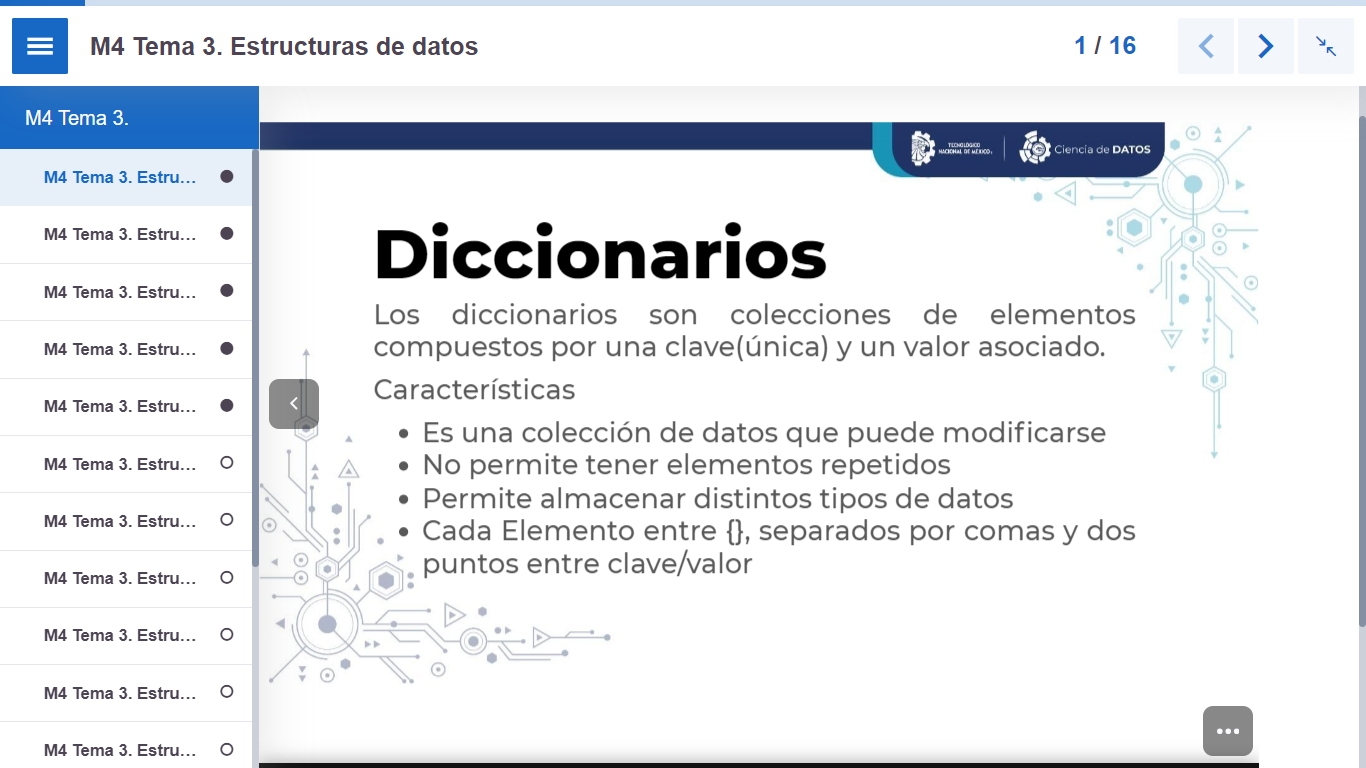 M4 Tema 3. Estructuras de datos
1 / 16
M4 Tema 3.
M4 Tema 3. Estru...
M4 Tema 3. Estru...
M4 Tema 3. Estru...
M4 Tema 3. Estru...
M4 Tema 3. Estru...
M4 Tema 3. Estru...
M4 Tema 3. Estru...
M4 Tema 3. Estru...
M4 Tema 3. Estru...
M4 Tema 3. Estru...
M4 Tema 3. Estru...
TECNOLÓGICO
NACIONAL DE MÉXICO
Ciencia de DATOS
Diccionarios
Los diccionarios son colecciones de elementos
compuestos por una clave(única) y un valor asociado.
Características
• Es una colección de datos que puede modificarse
• No permite tener elementos repetidos
• Permite almacenar distintos tipos de datos
• Cada Elemento entre {}, separados por comas y dos
puntos entre clave/valor